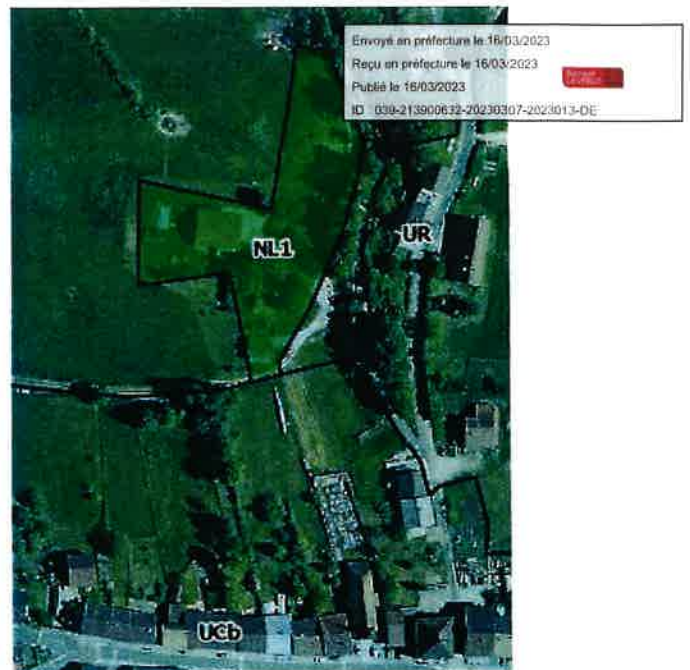 Envoyé en préfecture le 16/03/2023
Reçu en préfecture le 16/03/2023
Publié le 16/03/2023
ID 039-213900632-20230307-2023013-DE
NL1
UR
UCb